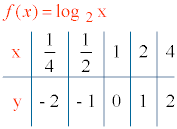 f(x) = log ₂ x
x 1/4 1/2 1 2 4
y -2 -1 0 1 2